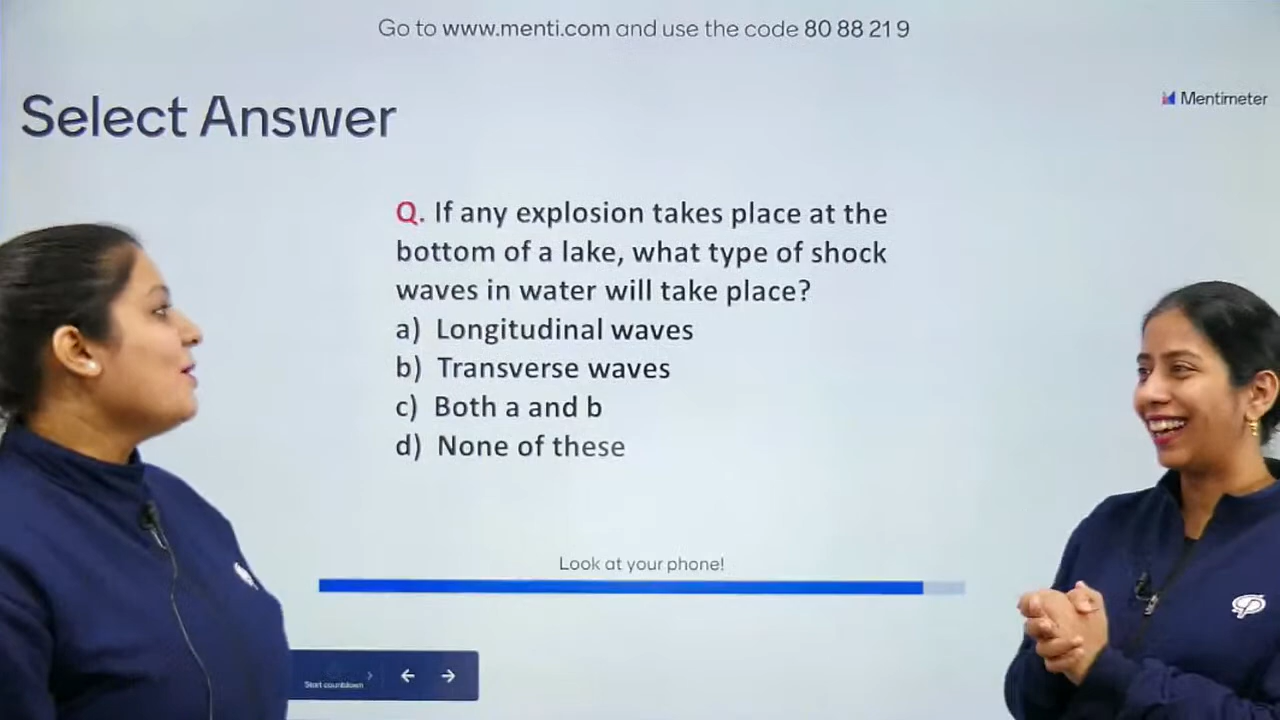 Go to www.menti.com and use the code 80 88 21 9
Mentimeter
Select Answer
Q. If any explosion takes place at the
bottom of a lake, what type of shock
waves in water will take place?
a) Longitudinal waves
b) Transverse waves
c) Both a and b
d) None of these
Look at your phone!
Start countdown